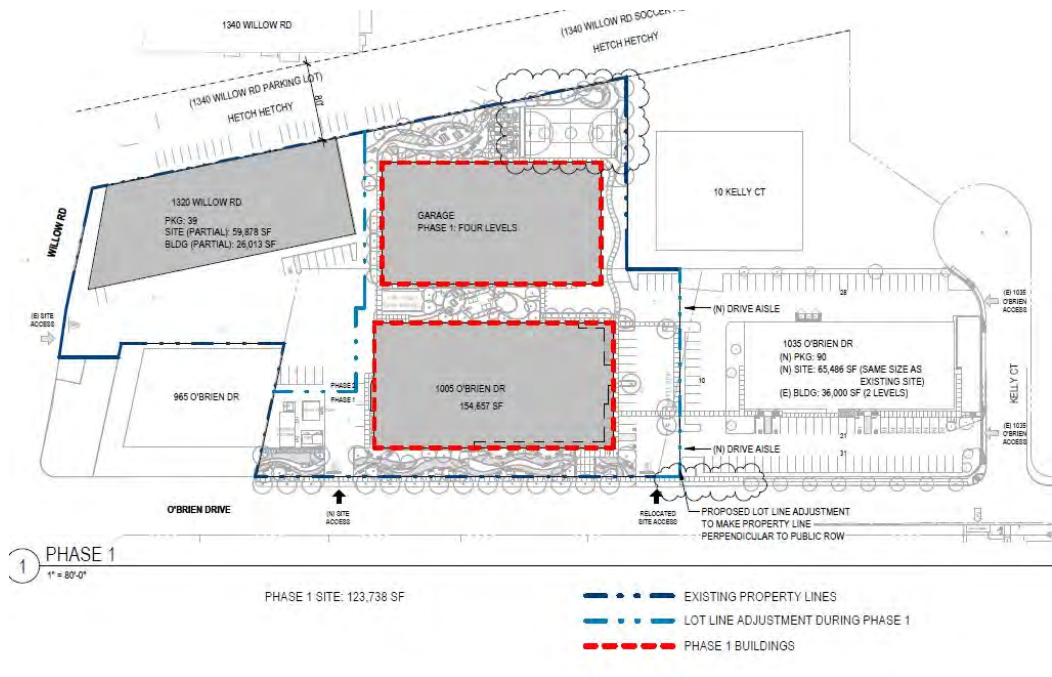 1340 WILLOW RD
(1340 WILLOW RD SOCCER
HETCH HETCHY
(1340 WILLOW RD PARKING LOT)
HETCH HETCHY
80'
WILLOW RD
1320 WILLOW RD
PKG: 39
SITE (PARTIAL): 59,878 SF
BLDG (PARTIAL): 26,013 SF
GARAGE
PHASE 1: FOUR LEVELS
10 KELLY CT
(E) SITE
ACCESS
28
(N) DRIVE AISLE
(E) 1035
O'BRIEN
ACCESS
1035 O'BRIEN DR
(N) PKG: 90
(N) SITE: 65,486 SF (SAME SIZE AS
EXISTING SITE)
(E) BLDG: 36,000 SF (2 LEVELS)
KELLY CT
965 O'BRIEN DR
PHASE 2
PHASE 1
1005 O'BRIEN DR
154,657 SF
10
21
(E) 1035
O'BRIEN
ACCESS
(N) DRIVE AISLE
31
O'BRIEN DRIVE
(N) SITE
ACCESS
RELOCATED
SITE ACCESS
PROPOSED LOT LINE ADJUSTMENT
TO MAKE PROPERTY LINE
PERPENDICULAR TO PUBLIC ROW
1
PHASE 1
1" = 80'-0"
PHASE 1 SITE: 123,738 SF
EXISTING PROPERTY LINES
LOT LINE ADJUSTMENT DURING PHASE 1
PHASE 1 BUILDINGS